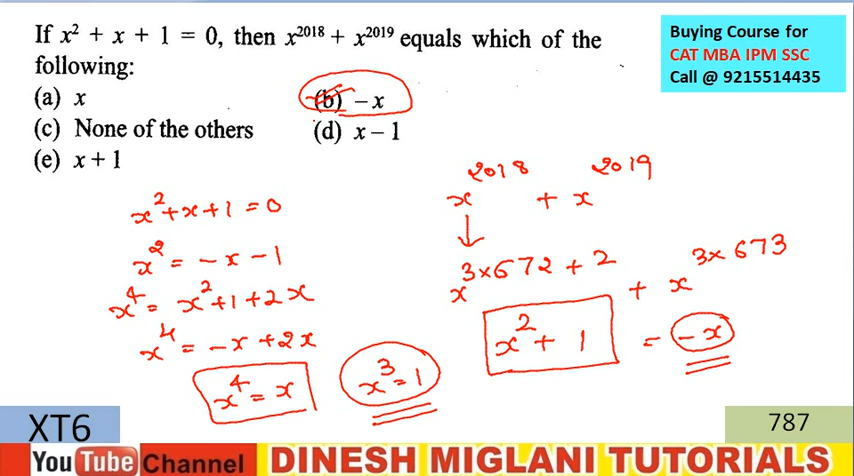 If x² + x + 1 = 0, then x²⁰¹⁸ + x²⁰¹⁹ equals which of the
following:
(a) x
(b) – x
(c) None of the others
(d) x – 1
(e) x + 1
Buying Course for
CAT MBA IPM SSC
Call @ 9215514435
x² + x + 1 = 0
x² = – x – 1
x⁴ = x² + 1 + 2x
x⁴ = – x + 2x
x⁴ = x
x³ = 1
x²⁰¹⁸ + x²⁰¹⁹
↓
x³ˣ⁶⁷²⁺² + x³ˣ⁶⁷³
x² + 1 = – x
XT6
787
You Tube Channel DINESH MIGLANI TUTORIALS